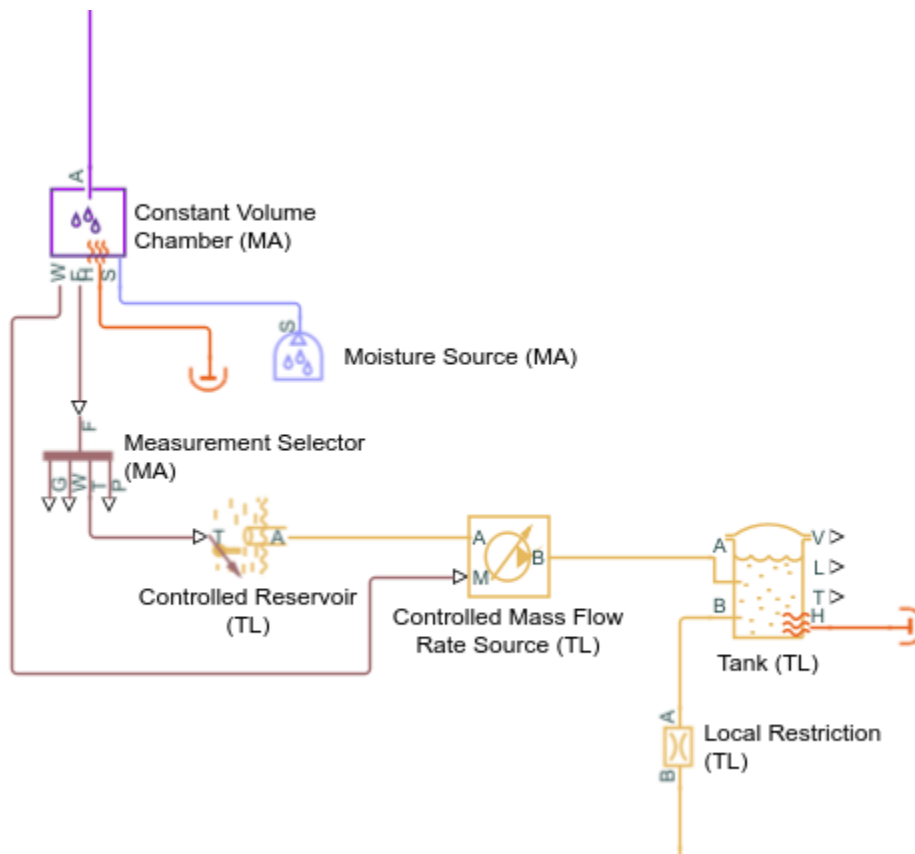 A
Constant Volume
Chamber (MA)
W
F
H
S
S
Moisture Source (MA)
F
Measurement Selector
(MA)
G
W
T
P
T
A
Controlled Reservoir
(TL)
A
B
M
Controlled Mass Flow
Rate Source (TL)
A
V
L
T
B
H
Tank (TL)
A
Local Restriction
(TL)
B